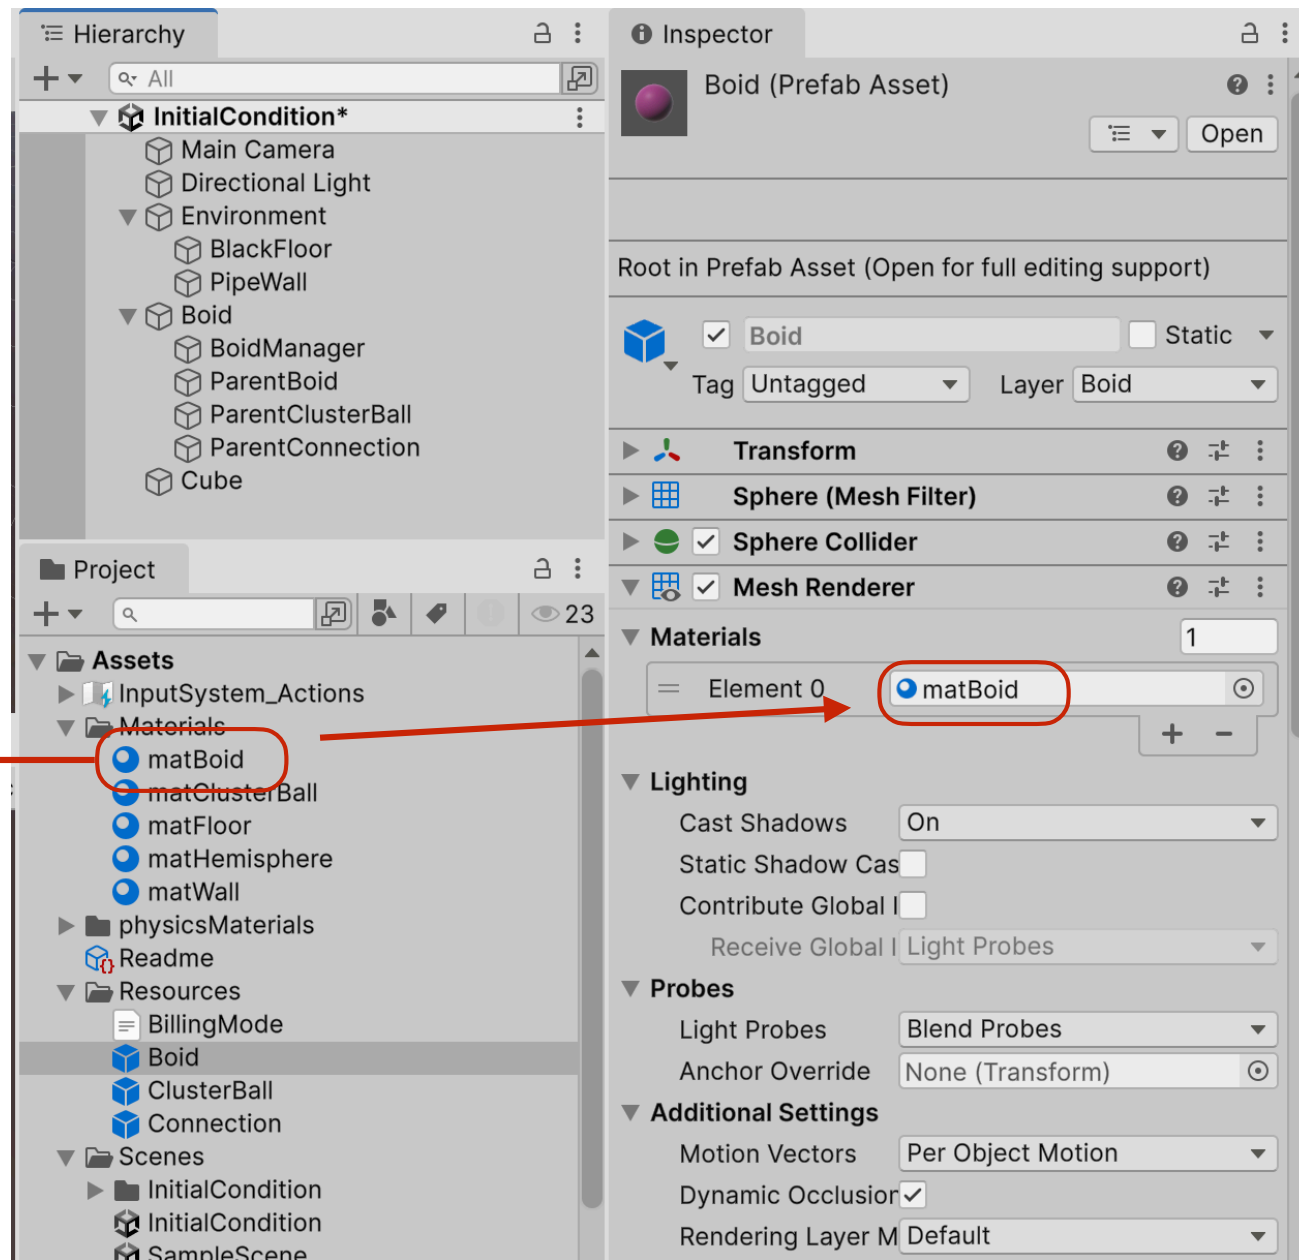 Hierarchy
All
InitialCondition*
Main Camera
Directional Light
Environment
BlackFloor
PipeWall
Boid
BoidManager
ParentBoid
ParentClusterBall
ParentConnection
Cube
Project
23
Assets
InputSystem_Actions
Materials
matBoid
matClusterBall
matFloor
matHemisphere
matWall
physicsMaterials
Readme
Resources
BillingMode
Boid
ClusterBall
Connection
Scenes
InitialCondition
InitialCondition
SampleScene
Inspector
Boid (Prefab Asset)
Open
Root in Prefab Asset (Open for full editing support)
Boid Static
Tag Untagged Layer Boid
Transform
Sphere (Mesh Filter)
Sphere Collider
Mesh Renderer
Materials 1
Element 0 matBoid
Lighting
Cast Shadows On
Static Shadow Cas
Contribute Global I
Receive Global I Light Probes
Probes
Light Probes Blend Probes
Anchor Override None (Transform)
Additional Settings
Motion Vectors Per Object Motion
Dynamic Occlusion
Rendering Layer M Default